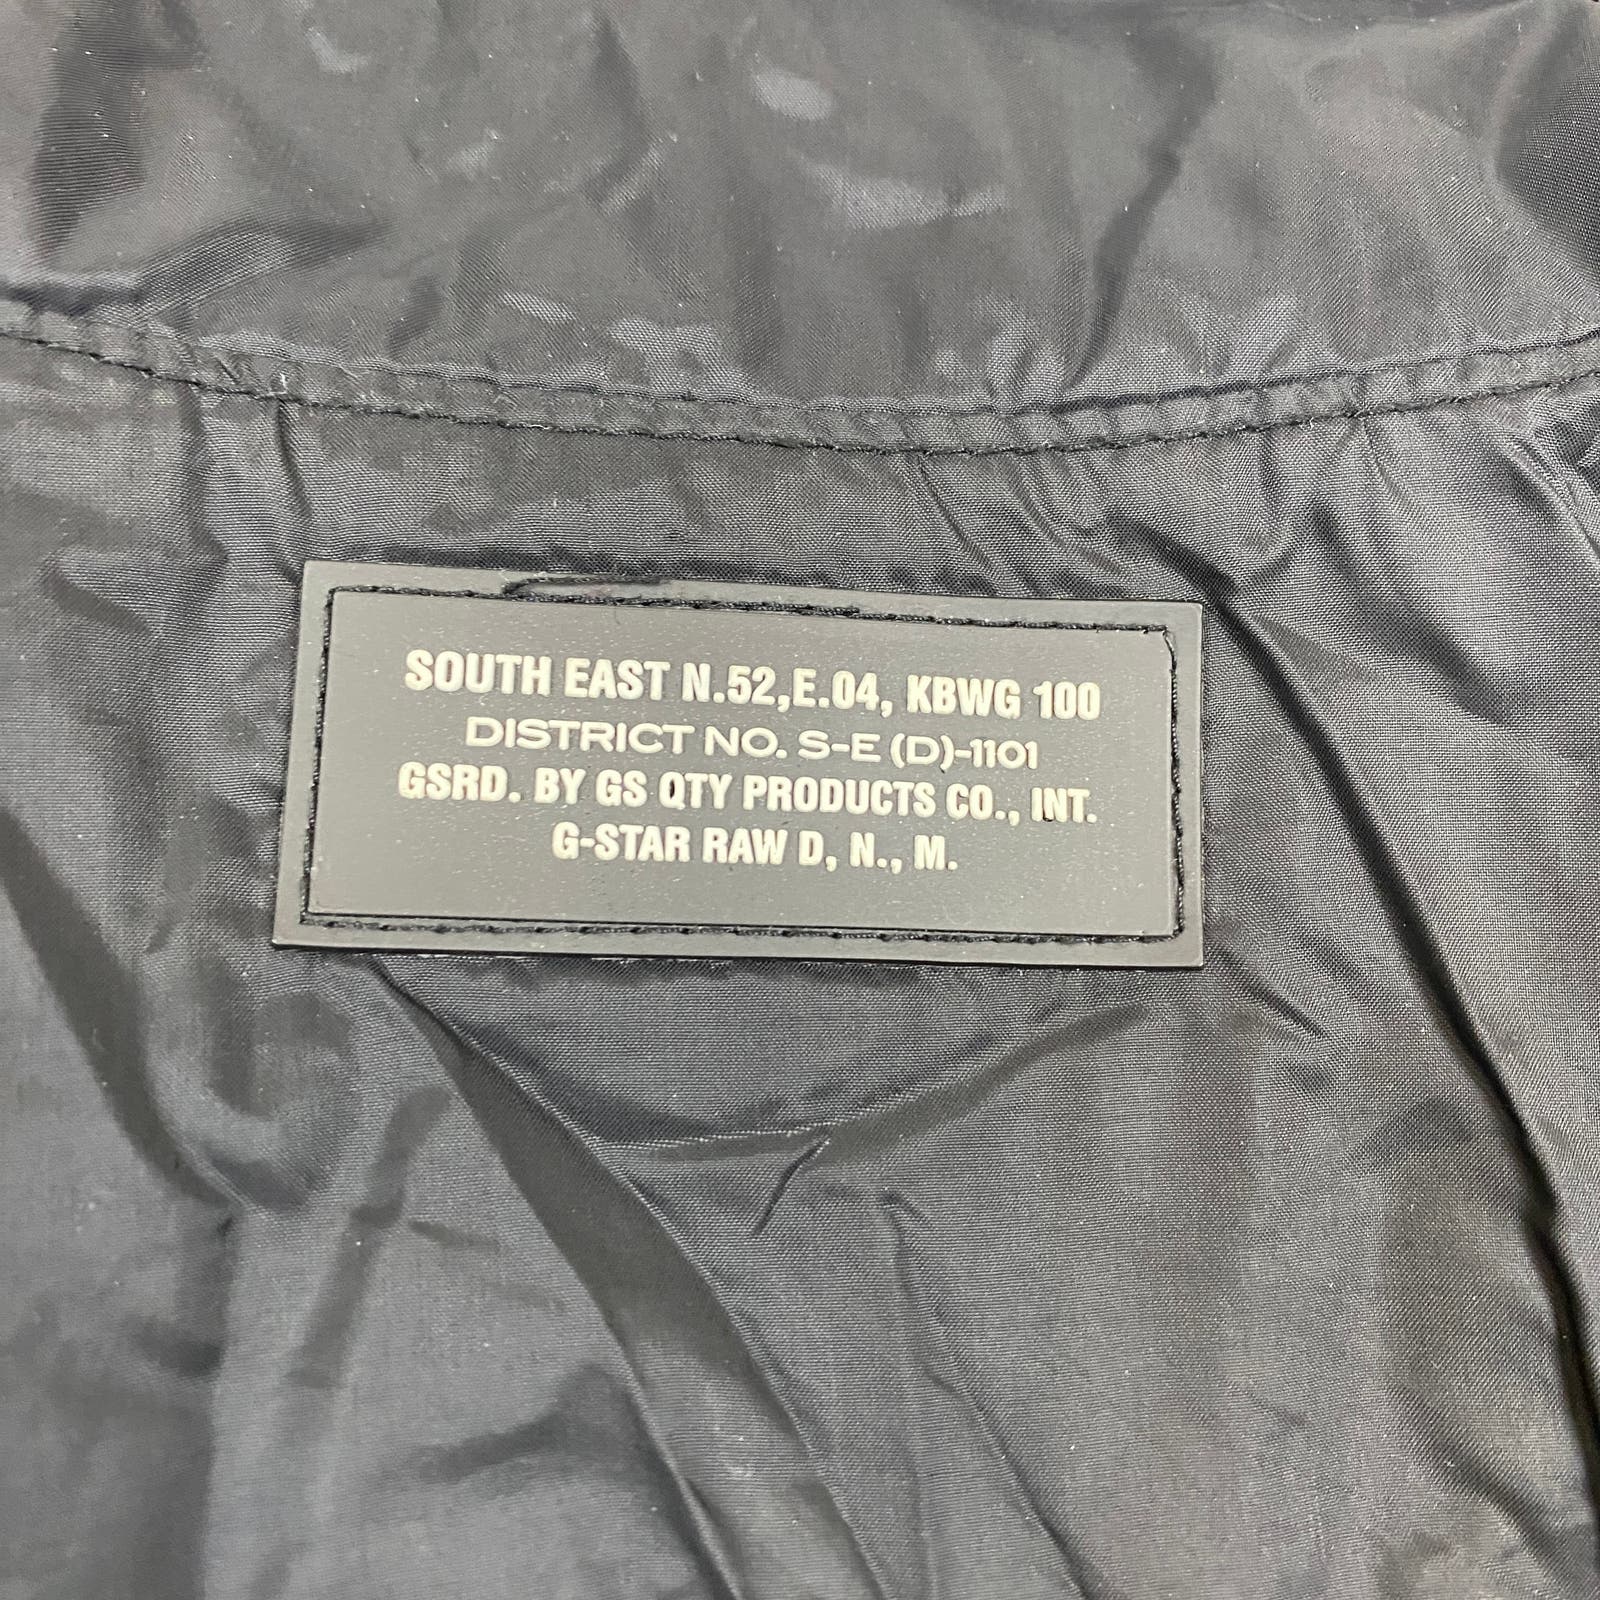 SOUTH EAST N.52,E.04, KBWG 100
DISTRICT NO. S-E (D)-1101
GSRD. BY GS QTY PRODUCTS CO., INT.
G-STAR RAW D, N., M.